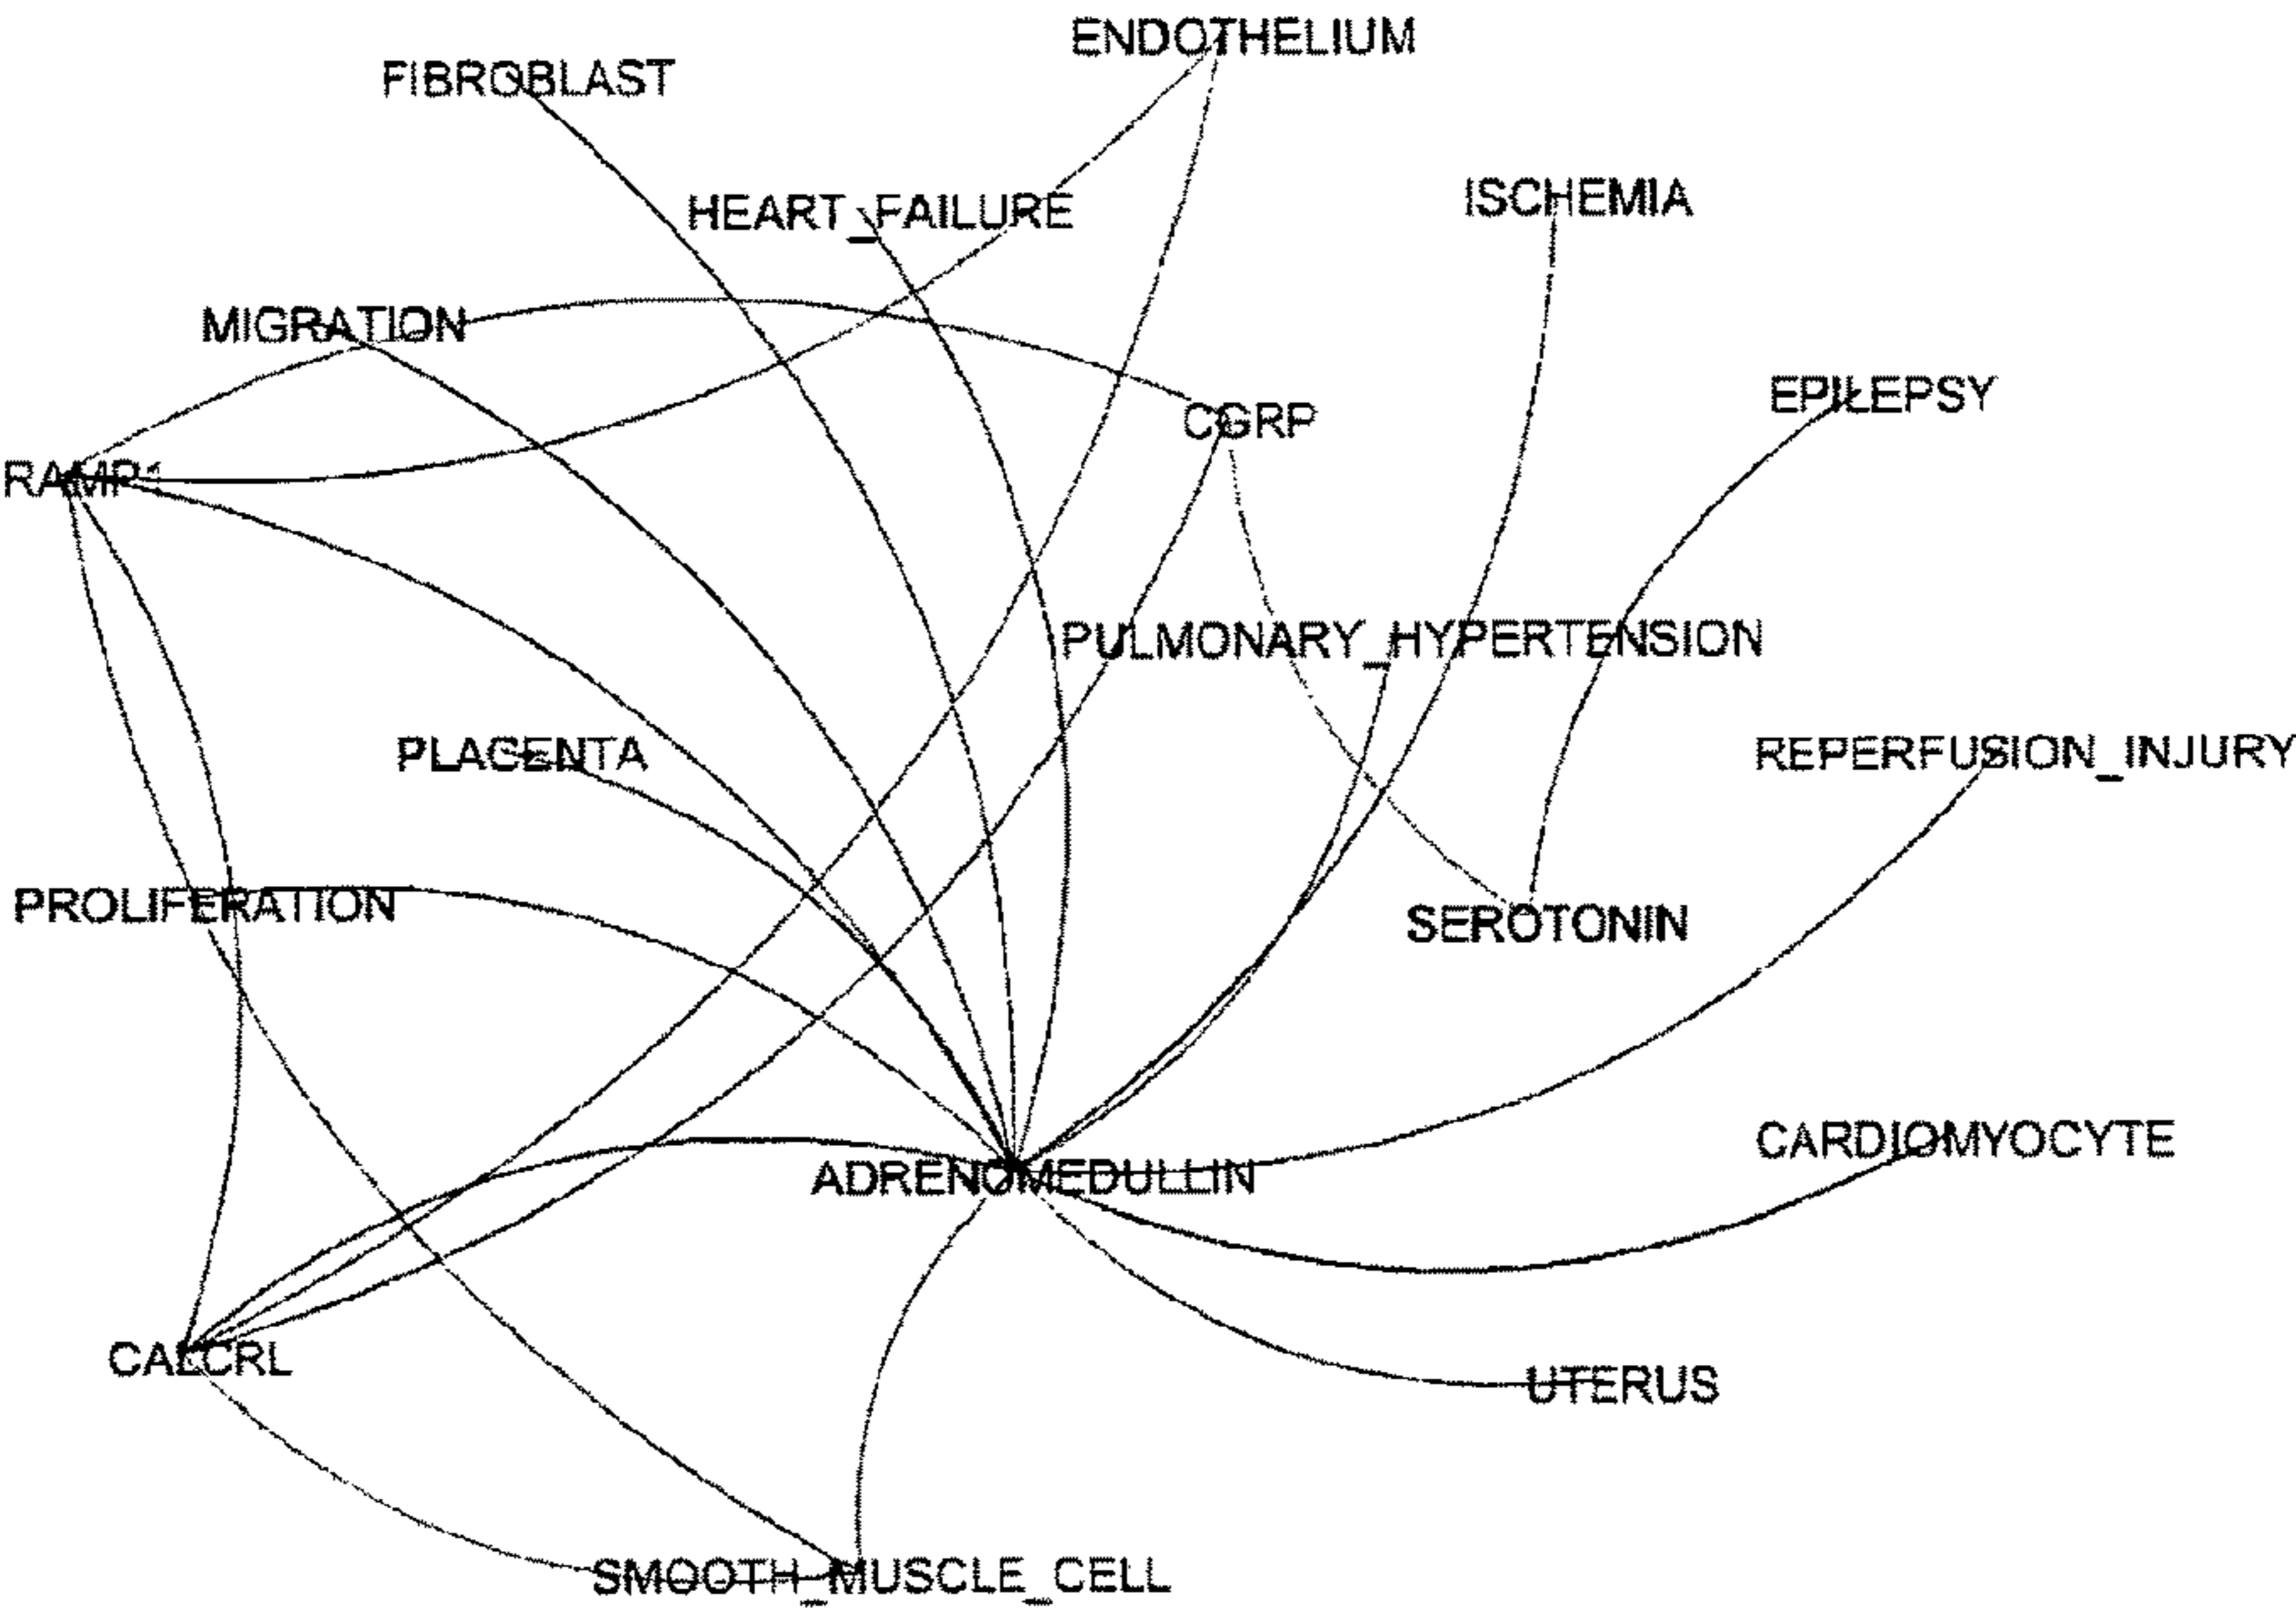 ENDOTHELIUM
FIBROBLAST
HEART_FAILURE
ISCHEMIA
MIGRATION
EPILEPSY
CGRP
RAMP1
PULMONARY_HYPERTENSION
PLACENTA
REPERFUSION_INJURY
PROLIFERATION
SEROTONIN
CARDIOMYOCYTE
ADRENOMEDULLIN
CALCRL
UTERUS
SMOOTH_MUSCLE_CELL